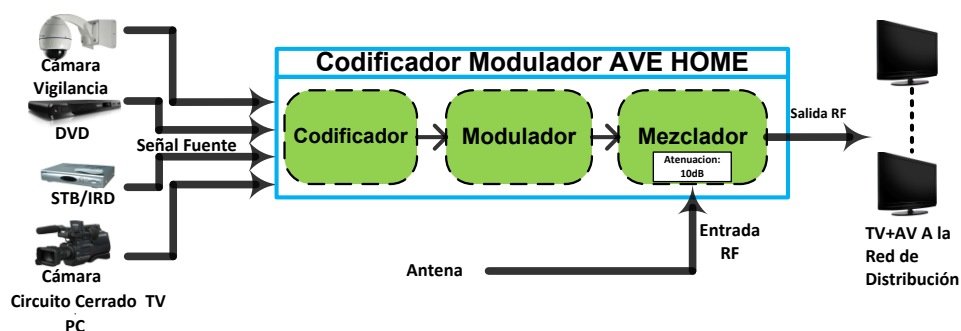 Cámara
Vigilancia
DVD
Señal Fuente
STB/IRD
Cámara
Circuito Cerrado TV
PC
Codificador Modulador AVE HOME
Codificador
Modulador
Mezclador
Atenuacion:
10dB
Antena
Entrada
RF
Salida RF
TV+AV A la
Red de
Distribución